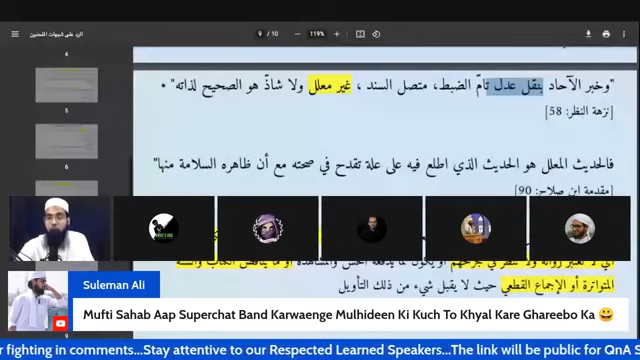 الرد على شبهات الملحدين
9 / 10
119%
4
"وخبر الآحاد بنقل عدل تامّ الضبط، متصل السند ، غير معلل ولا شاذّ هو الصحيح لذاته" •
[نزهة النظر: 58]
5
فالحديث المعلل هو الحديث الذي اطلع فيه على علة تقدح في صحته مع أن ظاهره السلامة منها"
[مقدمة ابن صلاح: 90]
6
المتواترة أو الإجماع القطعي حيث لا يقبل شيء من ذلك التأويل
Suleman Ali
Mufti Sahab Aap Superchat Band Karwaenge Mulhideen Ki Kuch To Khyal Kare Ghareebo Ka 😀
r fighting in comments...Stay attentive to our Respected Learned Speakers...The link will be public for QnA S